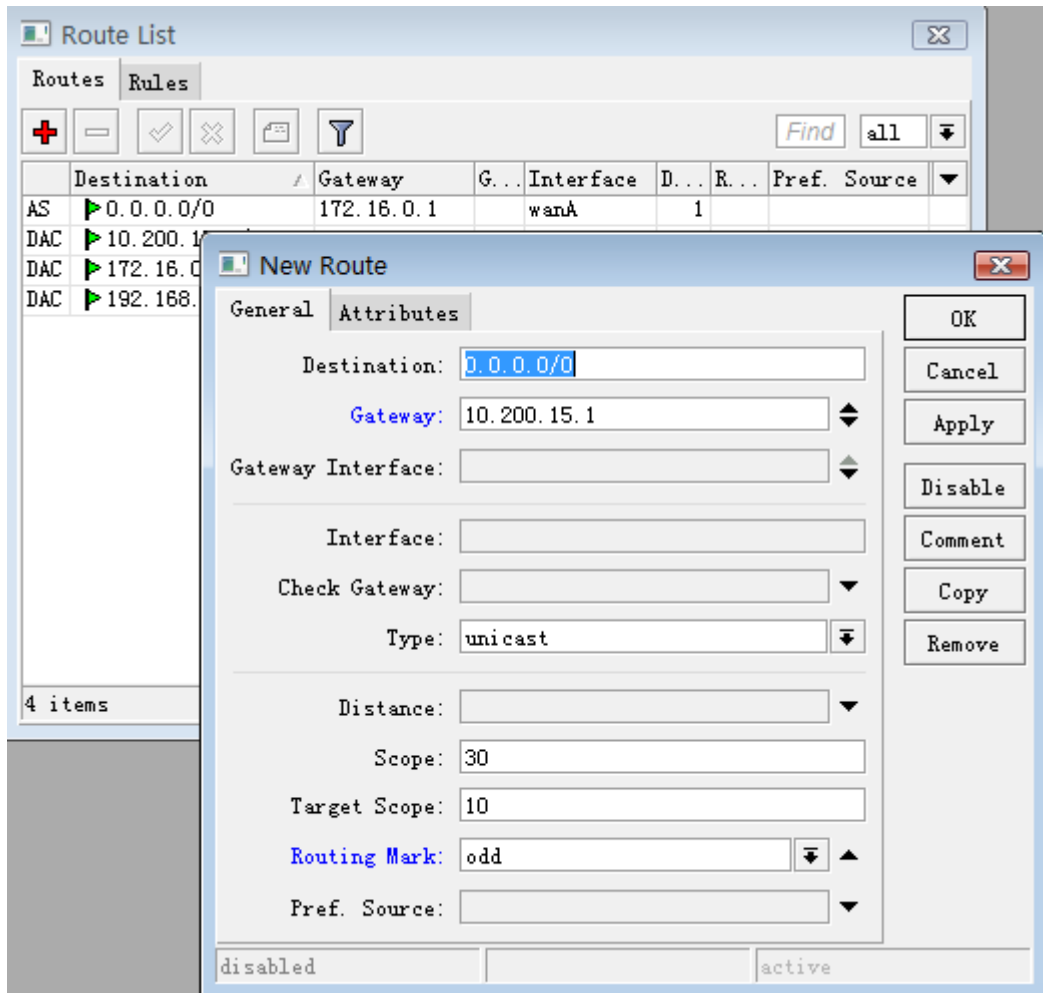 Route List
Routes Rules
Find all
Destination Gateway G... Interface D... R... Pref. Source
AS 0.0.0.0/0 172.16.0.1 wanA 1
DAC 10.200.1
DAC 172.16.0
DAC 192.168.
4 items
New Route
General Attributes
Destination: 0.0.0.0/0
Gateway: 10.200.15.1
Gateway Interface:
Interface:
Check Gateway:
Type: unicast
Distance:
Scope: 30
Target Scope: 10
Routing Mark: odd
Pref. Source:
OK
Cancel
Apply
Disable
Comment
Copy
Remove
disabled active